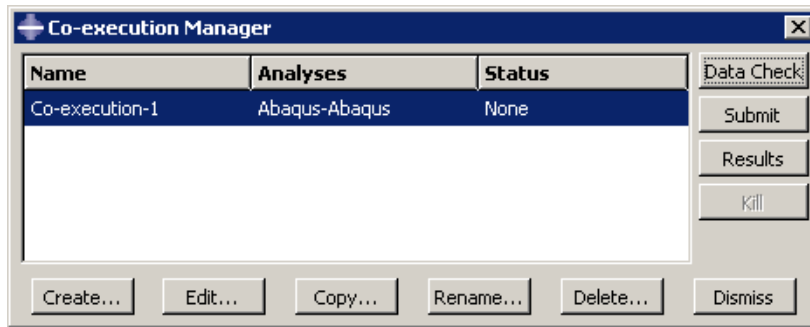 Co-execution Manager
Name Analyses Status
Co-execution-1 Abaqus-Abaqus None
Data Check
Submit
Results
Kill
Create... Edit... Copy... Rename... Delete... Dismiss